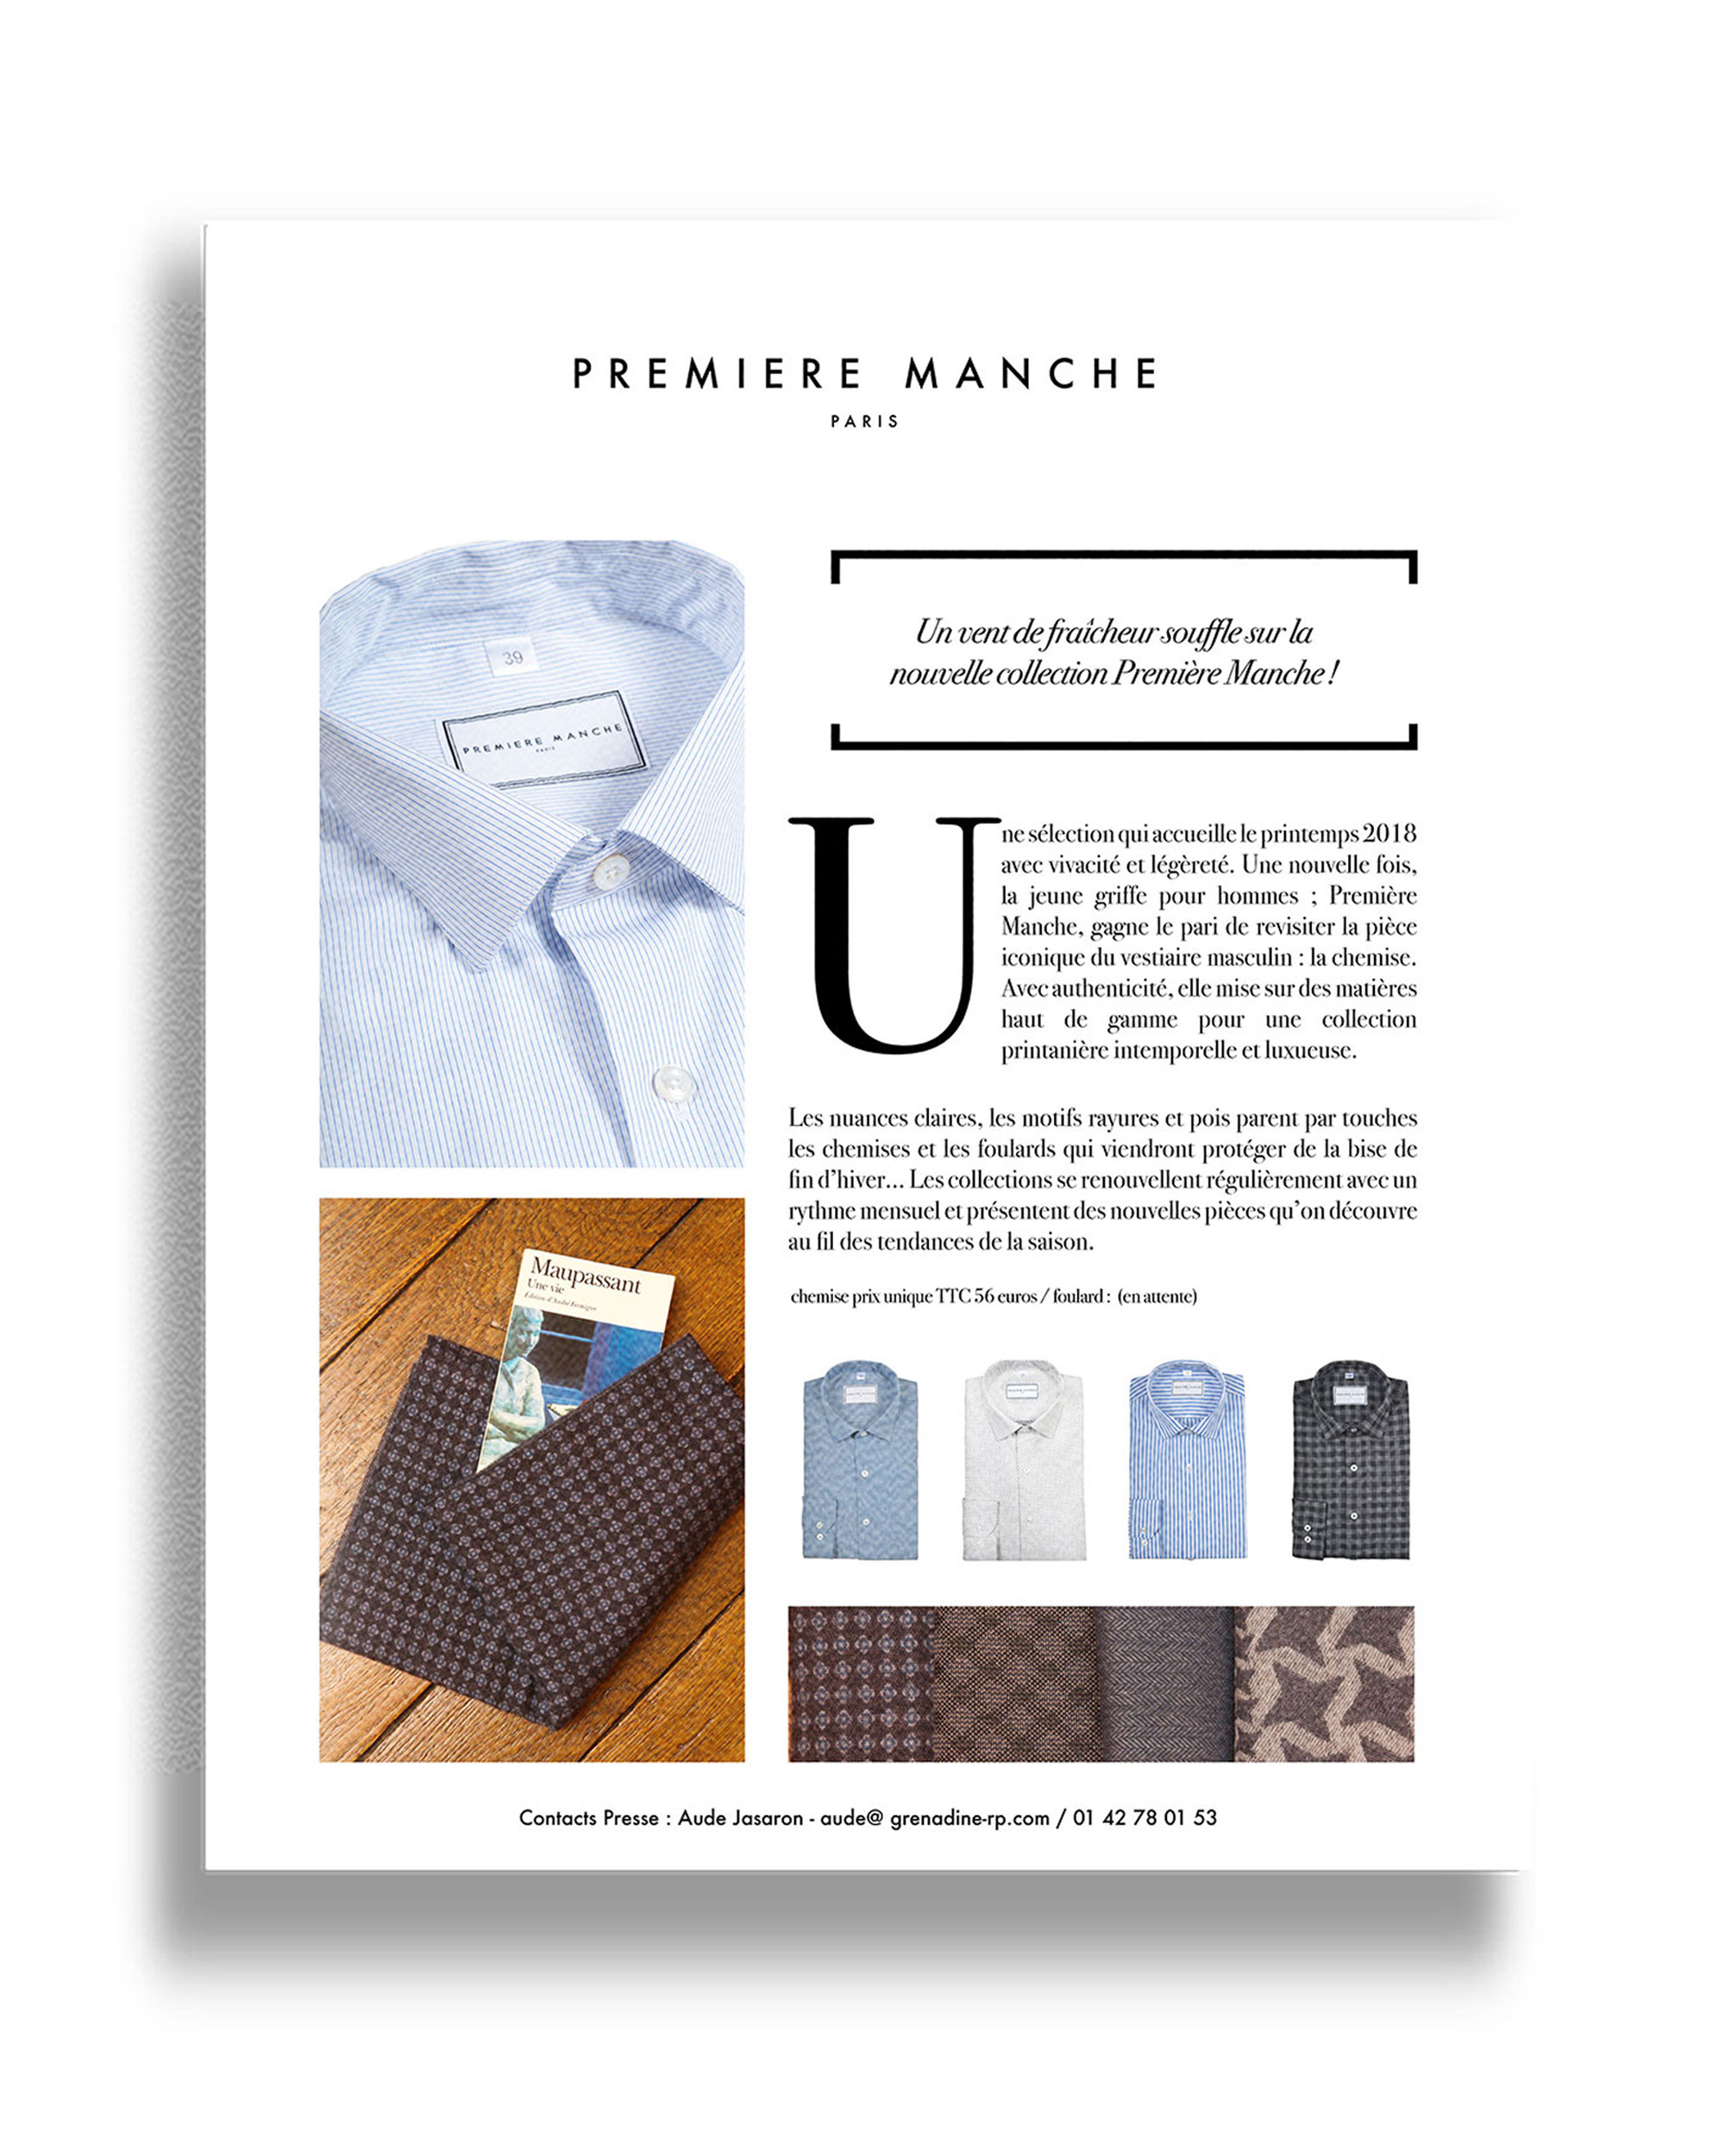 PREMIERE MANCHE
PARIS
39
PREMIERE MANCHE
PARIS
Un vent de fraîcheur souffle sur la
nouvelle collection Première Manche !
Une sélection qui accueille le printemps 2018
avec vivacité et légèreté. Une nouvelle fois,
la jeune griffe pour hommes ; Première
Manche, gagne le pari de revisiter la pièce
iconique du vestiaire masculin : la chemise.
Avec authenticité, elle mise sur des matières
haut de gamme pour une collection
printanière intemporelle et luxueuse.
Les nuances claires, les motifs rayures et pois parent par touches
les chemises et les foulards qui viendront protéger de la bise de
fin d’hiver... Les collections se renouvellent régulièrement avec un
rythme mensuel et présentent des nouvelles pièces qu’on découvre
au fil des tendances de la saison.
chemise prix unique TTC 56 euros / foulard : (en attente)
Maupassant
Une vie
Édition d'André Fermigier
Contacts Presse : Aude Jasaron - aude@ grenadine-rp.com / 01 42 78 01 53